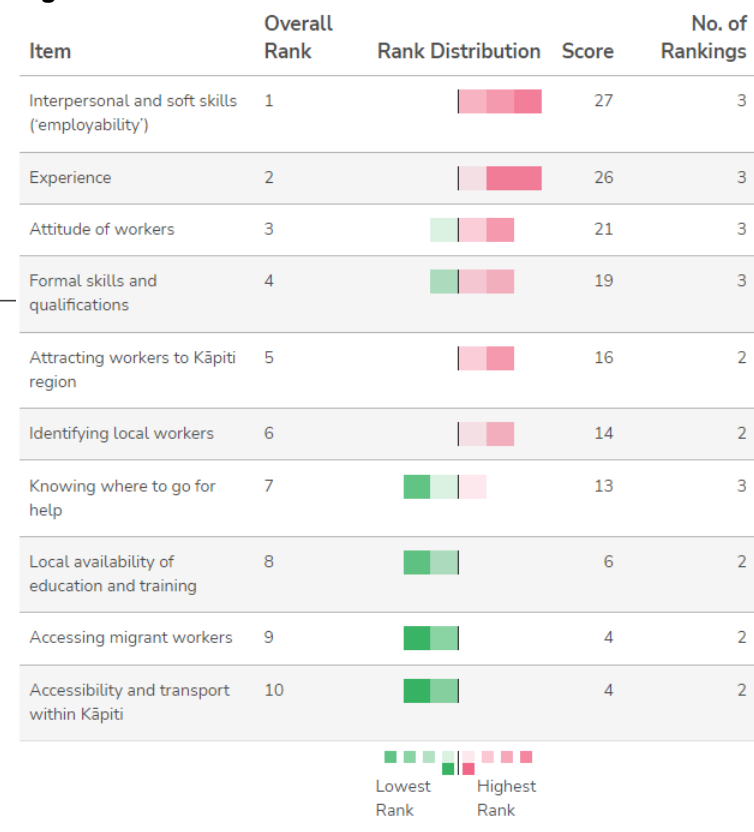 Item Overall Rank Rank Distribution Score No. of Rankings
Interpersonal and soft skills 1 27 3
(‘employability’)
Experience 2 26 3
Attitude of workers 3 21 3
Formal skills and 4 19 3
qualifications
Attracting workers to Kāpiti 5 16 2
region
Identifying local workers 6 14 2
Knowing where to go for 7 13 3
help
Local availability of 8 6 2
education and training
Accessing migrant workers 9 4 2
Accessibility and transport 10 4 2
within Kāpiti
Lowest Highest
Rank Rank